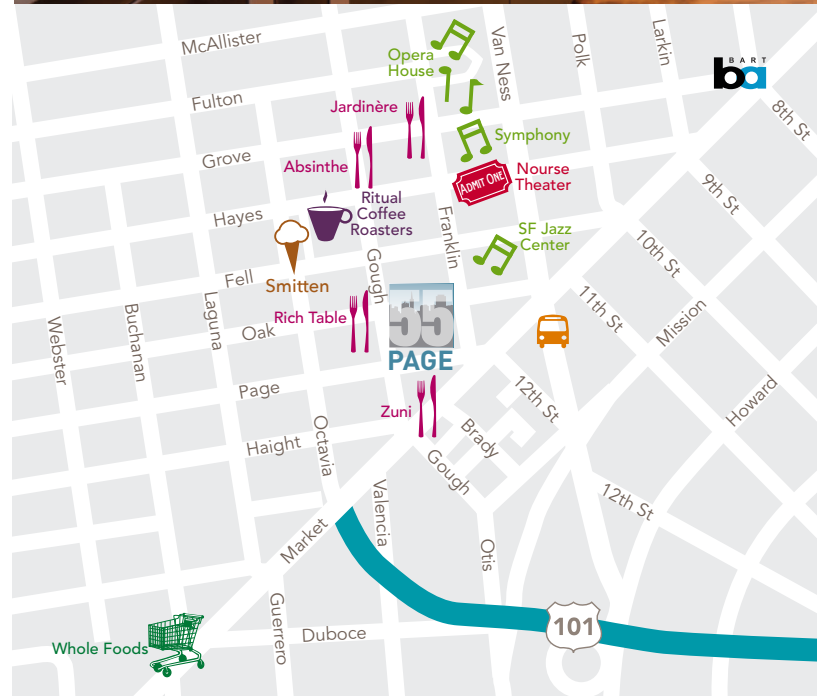 McAllister
Van Ness
Polk
Larkin
BART
ba
Opera
House
8th St
Fulton
Jardinère
Symphony
Grove
Absinthe
ADMIT ONE
Nourse
Theater
9th St
Ritual
Coffee
Roasters
Hayes
Franklin
SF Jazz
Center
10th St
Gough
Fell
Smitten
11th St
Mission
Laguna
Buchanan
Webster
Rich Table
Oak
55
PAGE
Page
Zuni
12th St
Howard
Brady
Octavia
Haight
Gough
Valencia
12th St
Market
Otis
Guerrero
101
Duboce
Whole Foods